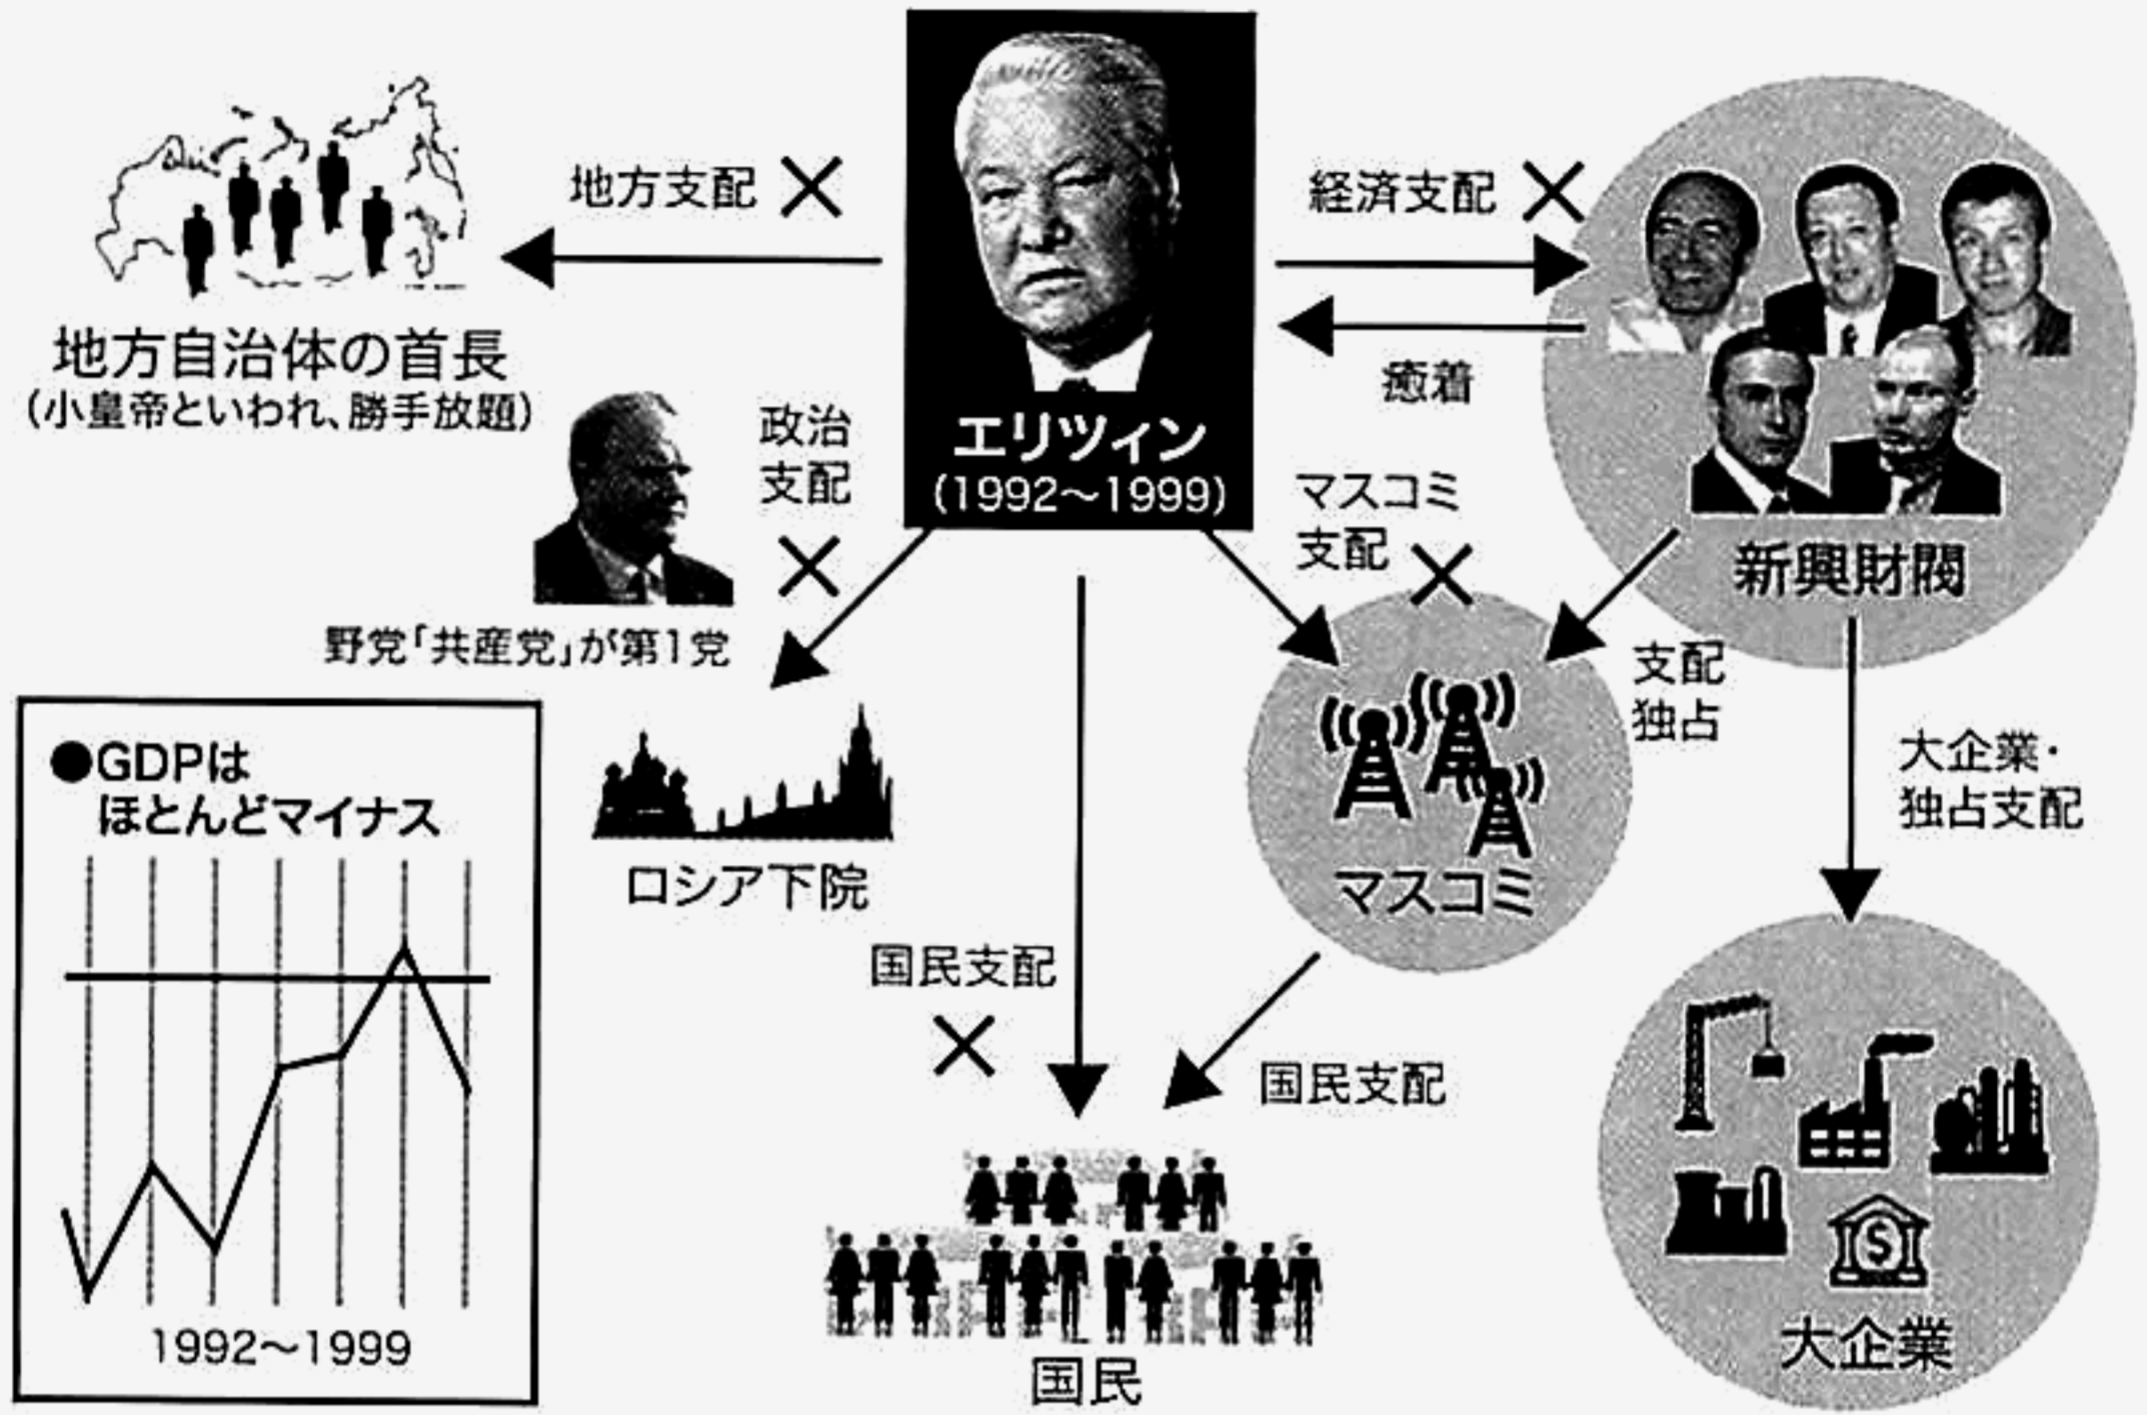 地方支配 ×
経済支配 ×
地方自治体の首長
(小皇帝といわれ、勝手放題)
癒着
エリツィン
(1992〜1999)
政治
支配
×
マスコミ
支配 ×
新興財閥
野党「共産党」が第1党
支配
独占
●GDPは
ほとんどマイナス
大企業・
独占支配
ロシア下院
マスコミ
国民支配
×
国民支配
$
1992〜1999
国民
大企業